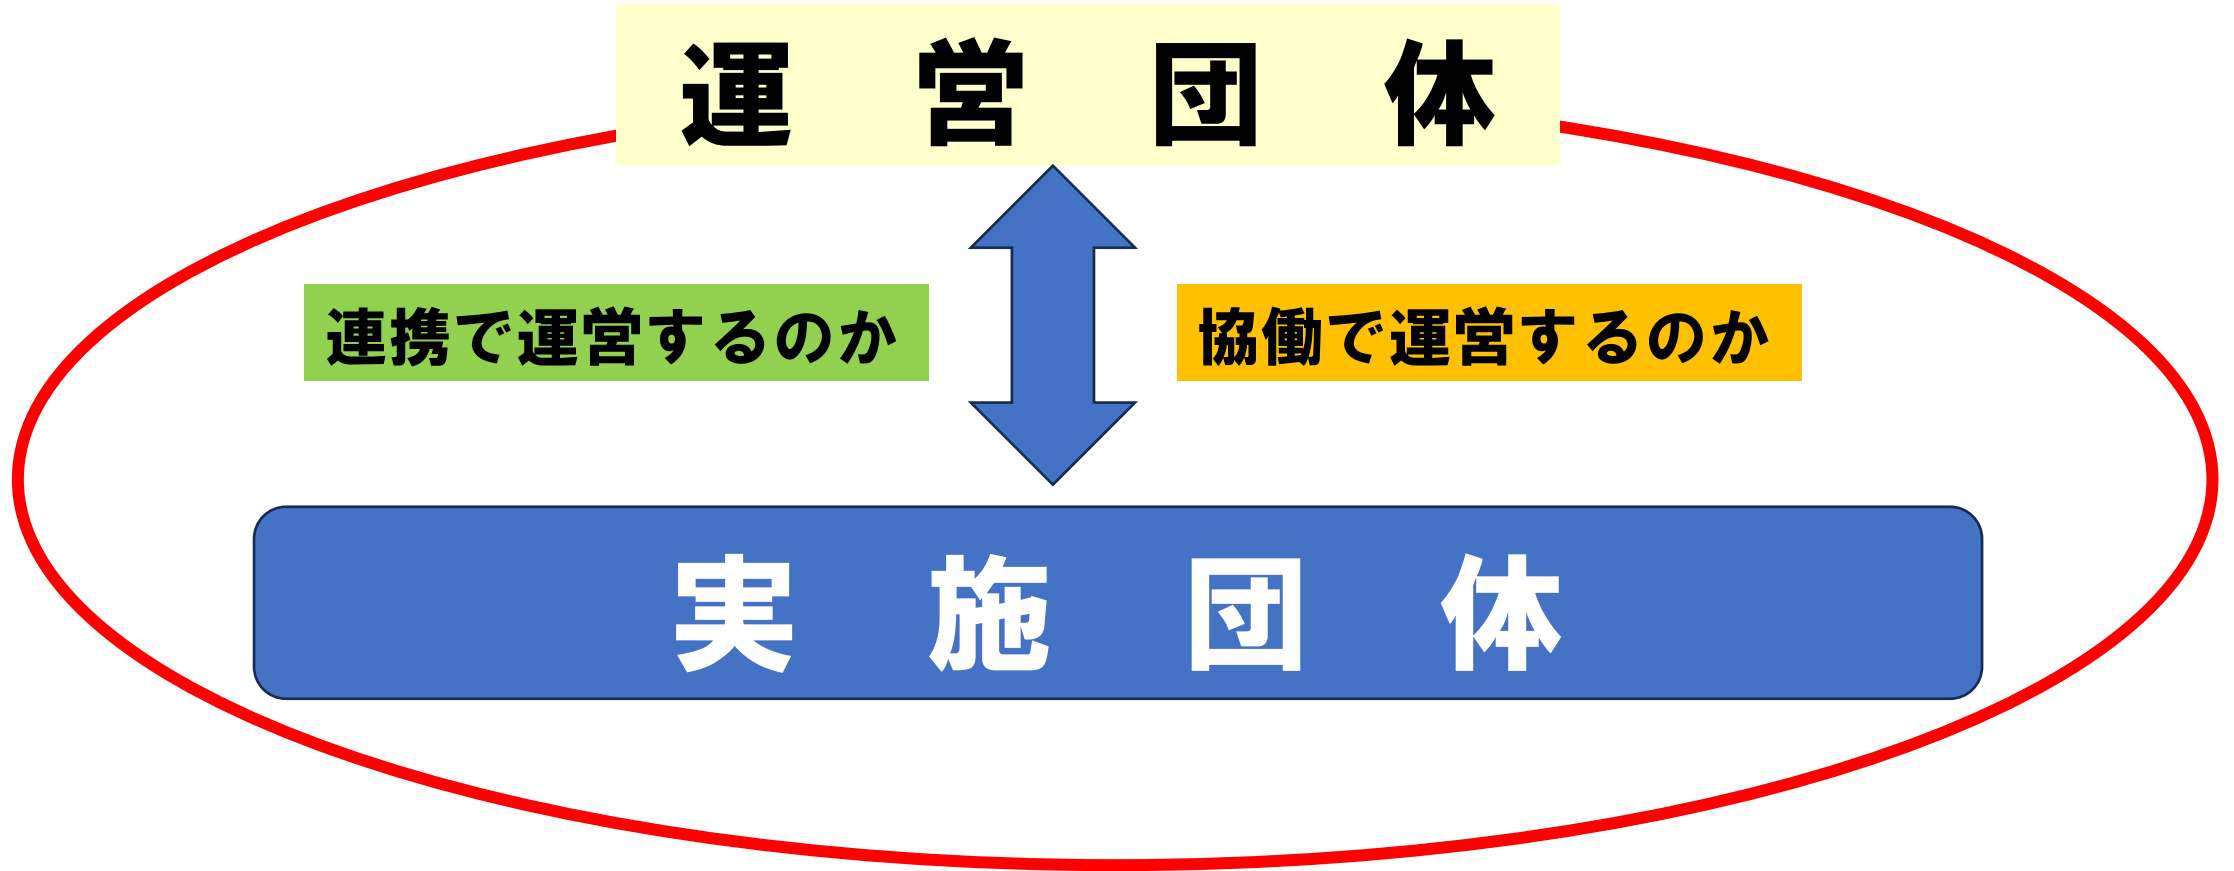 運　営　団　体
連携で運営するのか
協働で運営するのか
実　施　団　体